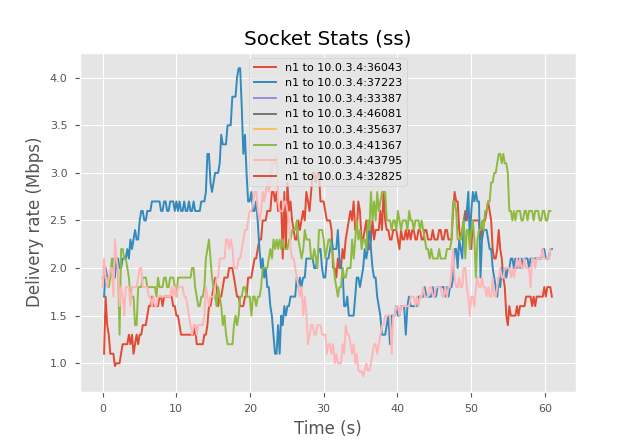 Socket Stats (ss)
n1 to 10.0.3.4:36043
n1 to 10.0.3.4:37223
n1 to 10.0.3.4:33387
n1 to 10.0.3.4:46081
n1 to 10.0.3.4:35637
n1 to 10.0.3.4:41367
n1 to 10.0.3.4:43795
n1 to 10.0.3.4:32825
Delivery rate (Mbps)
4.0
3.5
3.0
2.5
2.0
1.5
1.0
0 10 20 30 40 50 60
Time (s)